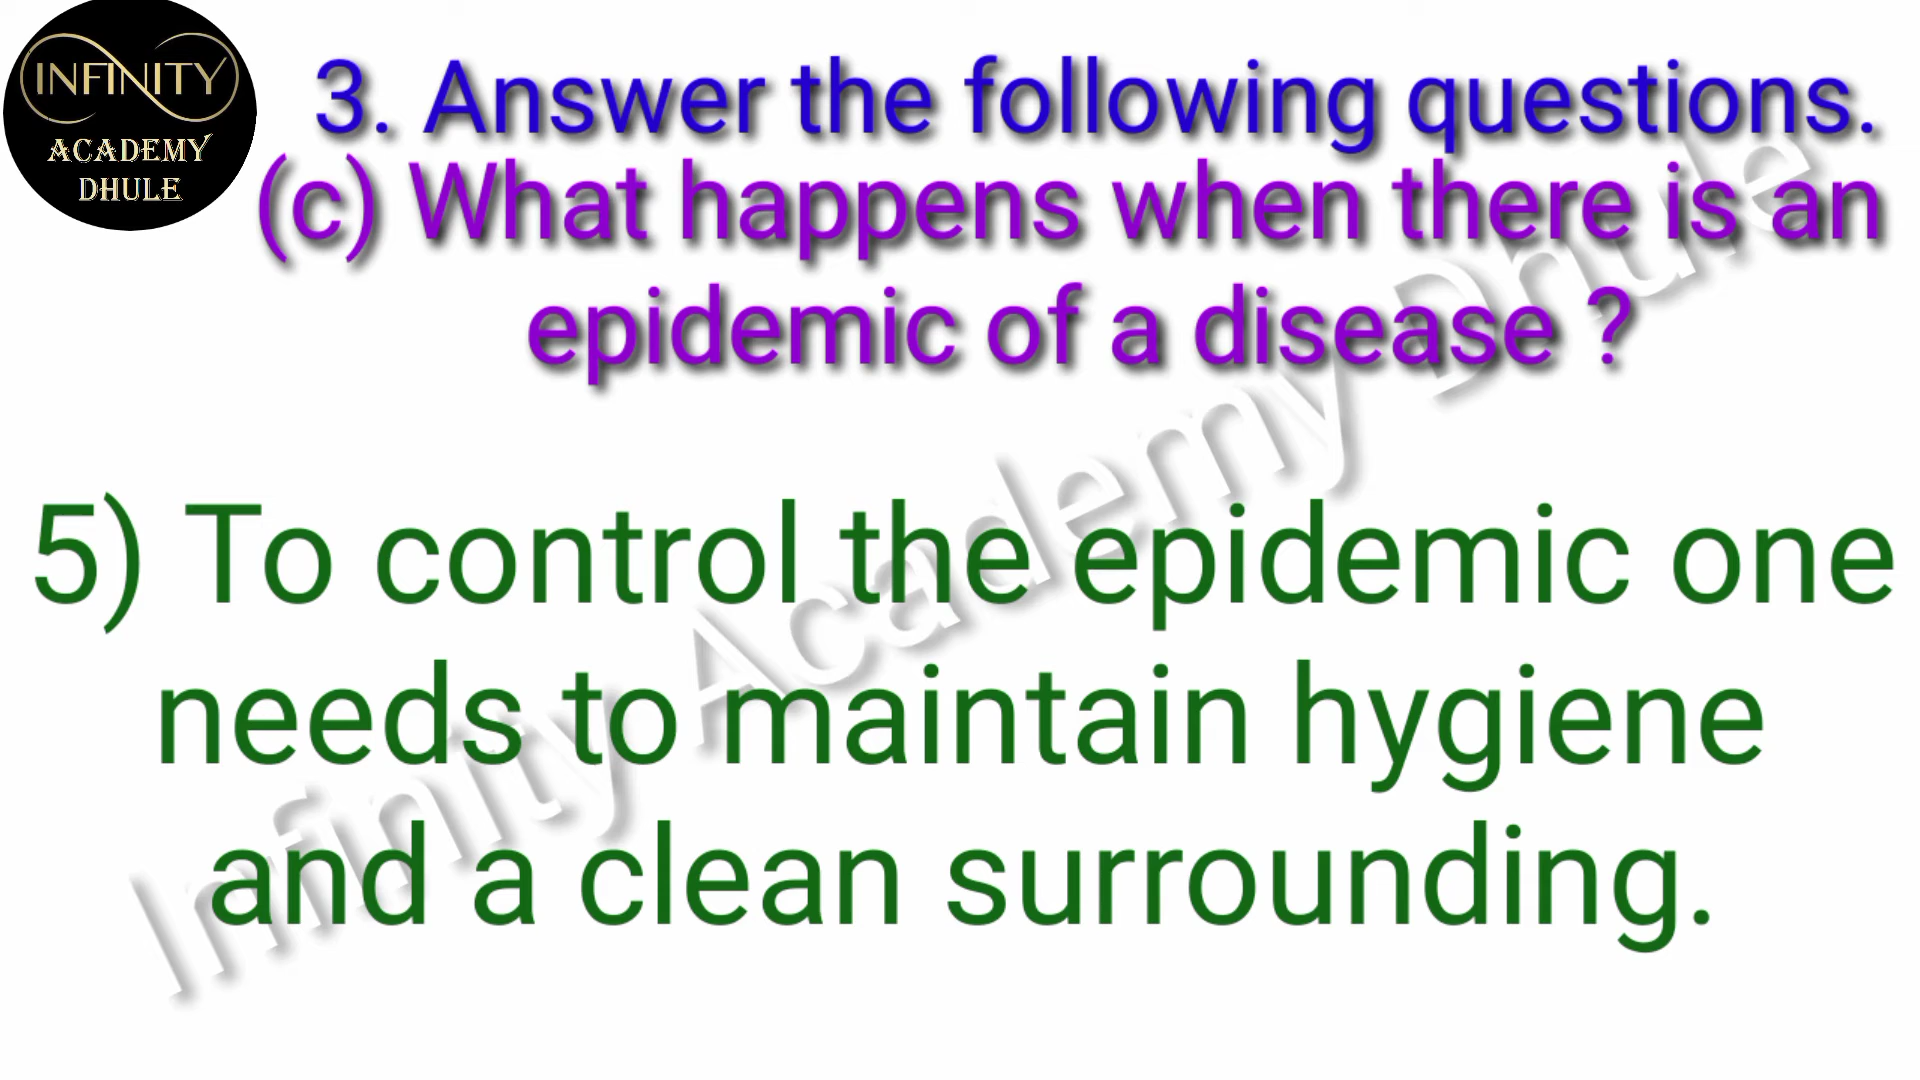 INFINITY
ACADEMY
DHULE
3. Answer the following questions.
(c) What happens when there is an
epidemic of a disease ?
5) To control the epidemic one
needs to maintain hygiene
and a clean surrounding.
Infinity Academy Dhule